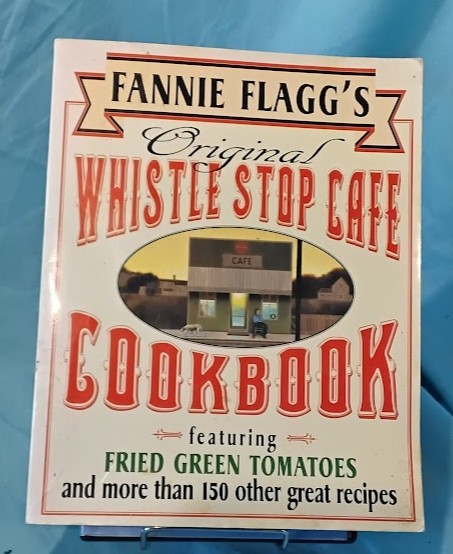 FANNIE FLAGG'S
Original
WHISTLE STOP CAFE
CAFE
COOKBOOK
featuring
FRIED GREEN TOMATOES
and more than 150 other great recipes